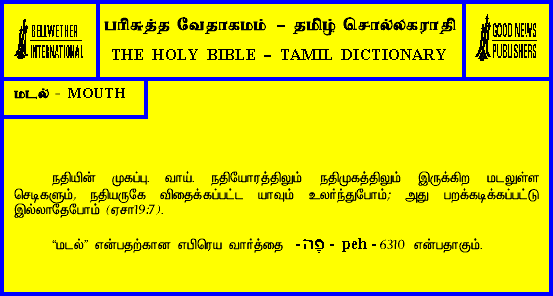 BELLWETHER
INTERNATIONAL
பரிசுத்த வேதாகமம் – தமிழ் சொல்லகராதி
THE HOLY BIBLE – TAMIL DICTIONARY
GOOD NEWS
PUBLISHERS
மடல் - MOUTH
நதியின் முகப்பு. வாய். நதியோரத்திலும் நதிமுகத்திலும் இருக்கிற மடலுள்ள
செடிகளும், நதியருகே விதைக்கப்பட்ட யாவும் உலர்ந்துபோம்; அது பறக்கடிக்கப்பட்டு
இல்லாதேபோம் (ஏசா19:7).
“மடல்” என்பதற்கான எபிரெய வார்த்தை - פֶּה - peh - 6310 என்பதாகும்.